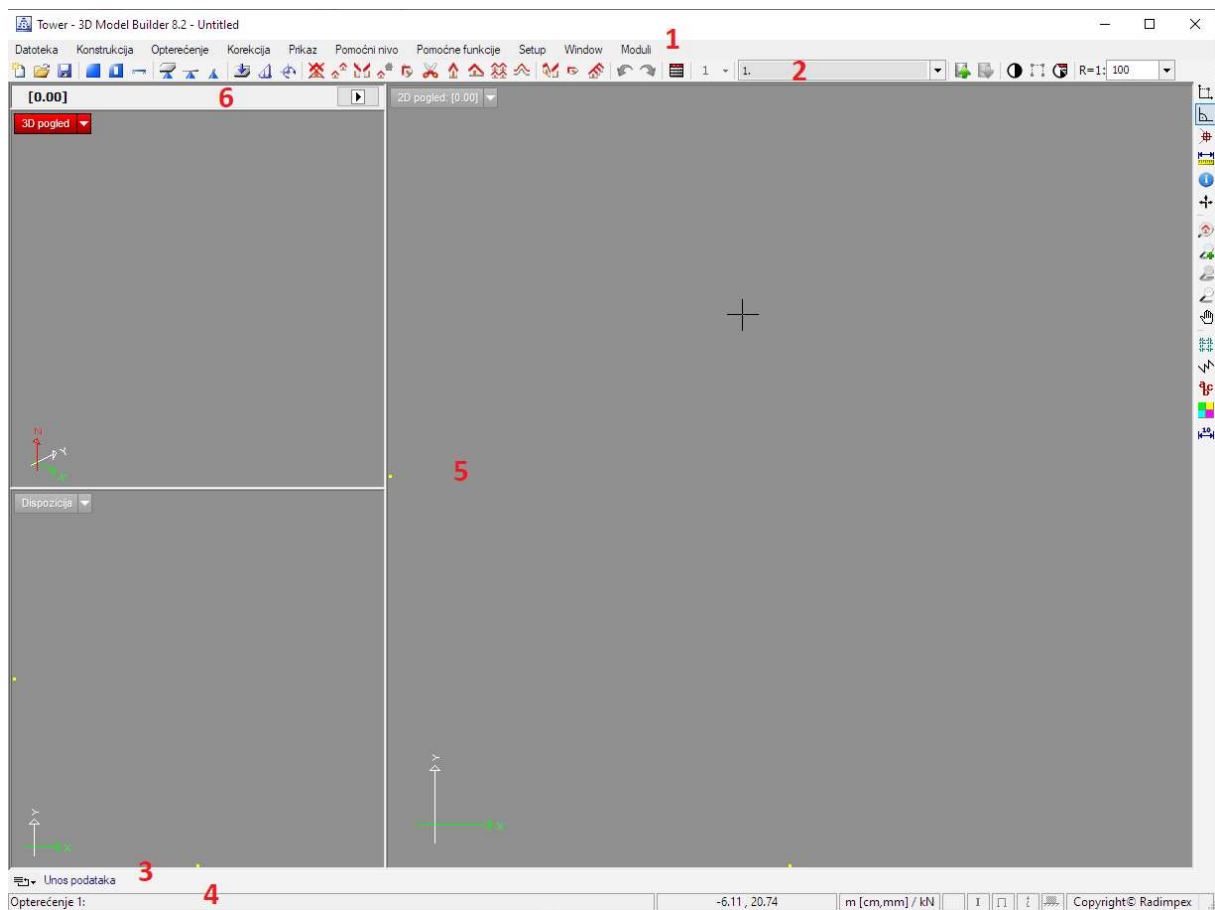 Tower - 3D Model Builder 8.2 - Untitled
Datoteka Konstrukcija Opterećenje Korekcija Prikaz Pomoćni nivo Pomoćne funkcije Setup Window Moduli 1
1 1. 2 R=1: 100
[0.00] 6
3D pogled
2D pogled: [0.00]
N
Y
X
5
Dispozicija
Y
X
Y
X
abc
10
3
Unos podataka
4
Opterećenje 1: -6.11 , 20.74 m [cm,mm] / kN Copyright© Radimpex